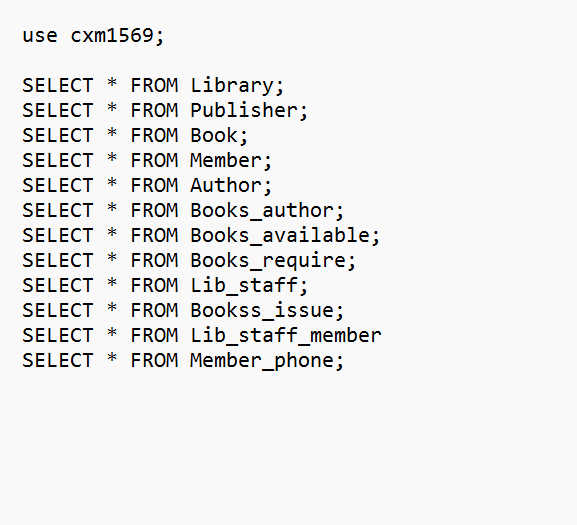 use cxm1569;
SELECT * FROM Library;
SELECT * FROM Publisher;
SELECT * FROM Book;
SELECT * FROM Member;
SELECT * FROM Author;
SELECT * FROM Books_author;
SELECT * FROM Books_available;
SELECT * FROM Books_require;
SELECT * FROM Lib_staff;
SELECT * FROM Bookss_issue;
SELECT * FROM Lib_staff_member
SELECT * FROM Member_phone;